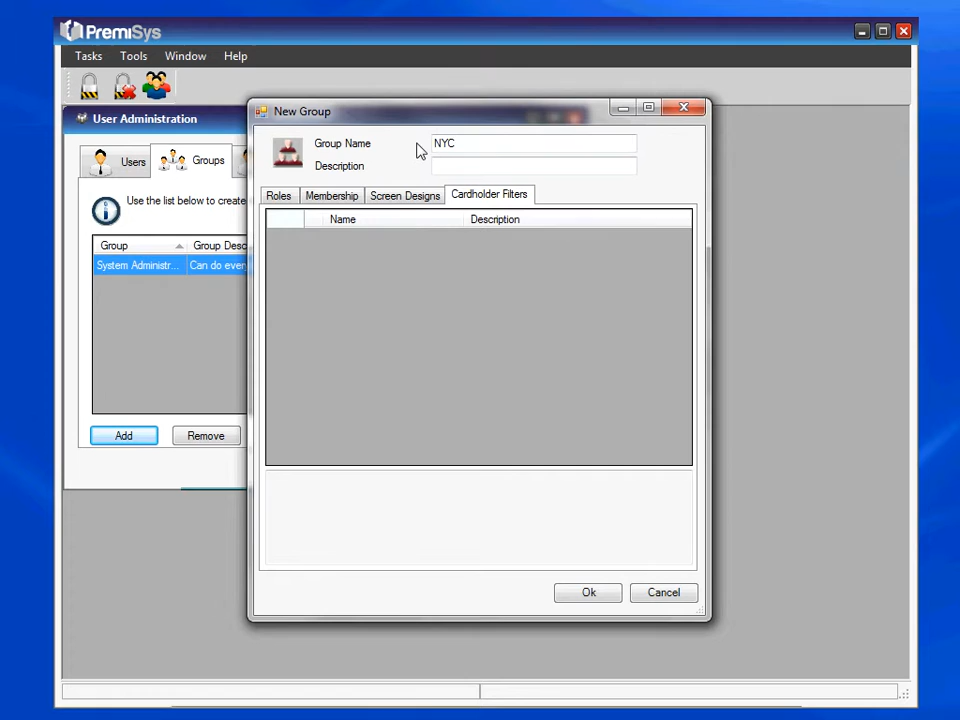 PremiSys
Tasks Tools Window Help
User Administration
Users Groups
Use the list below to create
Group Group Desc
System Administr... Can do ever
Add Remove
New Group
Group Name NYC
Description
Roles Membership Screen Designs Cardholder Filters
Name Description
Ok Cancel